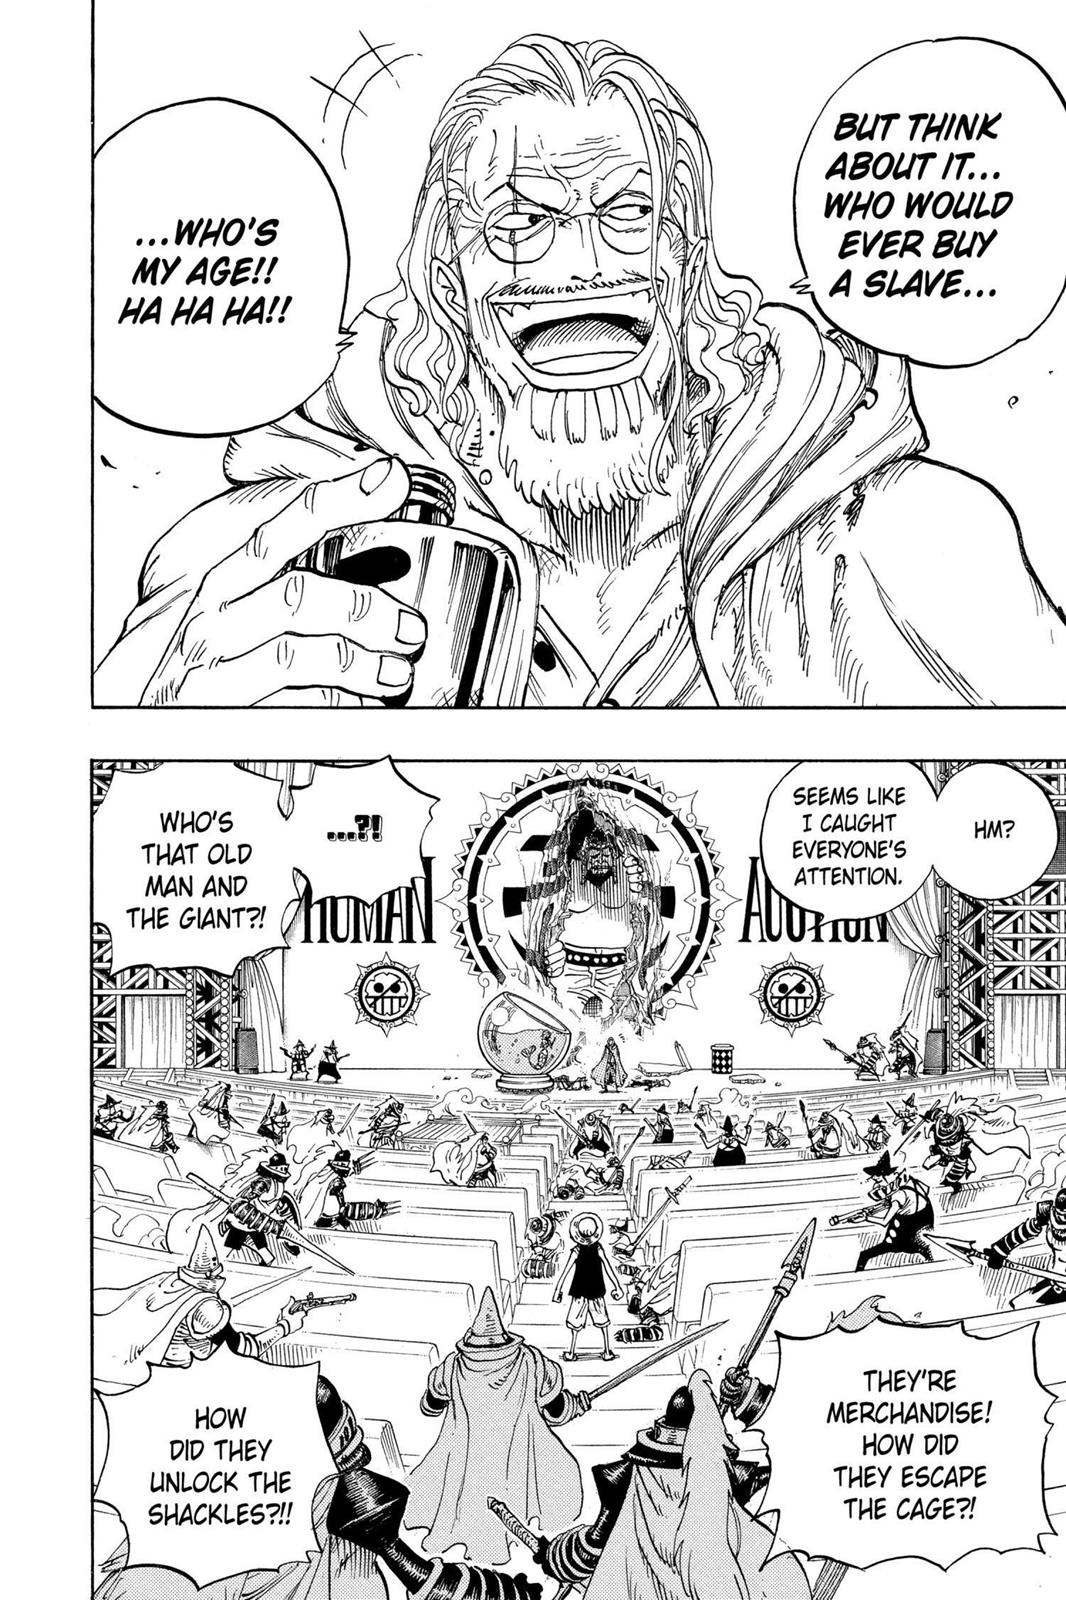 BUT THINK
ABOUT IT...
WHO WOULD
EVER BUY
A SLAVE...
...WHO'S
MY AGE!!
HA HA HA!!
HM?
SEEMS LIKE
I CAUGHT
EVERYONE'S
ATTENTION.
...?!
WHO'S
THAT OLD
MAN AND
THE GIANT?!
HUMAN
AUCTION
THEY'RE
MERCHANDISE!
HOW DID
THEY ESCAPE
THE CAGE?!
HOW
DID THEY
UNLOCK THE
SHACKLES?!!